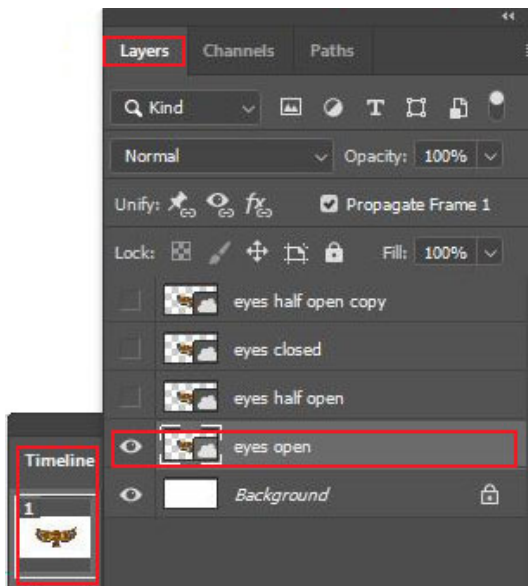 Layers Channels Paths
Kind T
Normal Opacity: 100%
Unify: fx Propagate Frame 1
Lock: Fill: 100%
eyes half open copy
eyes closed
eyes half open
eyes open
Background
Timeline
1